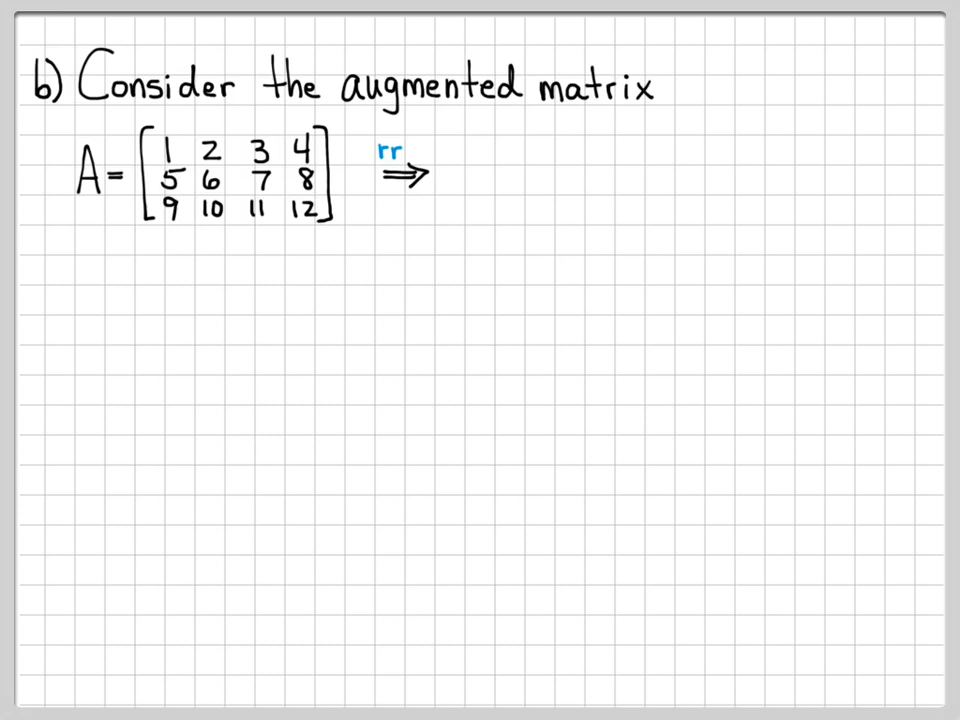 b) Consider the augmented matrix
A = [1 2 3 4 rr ⇒
5 6 7 8
9 10 11 12]